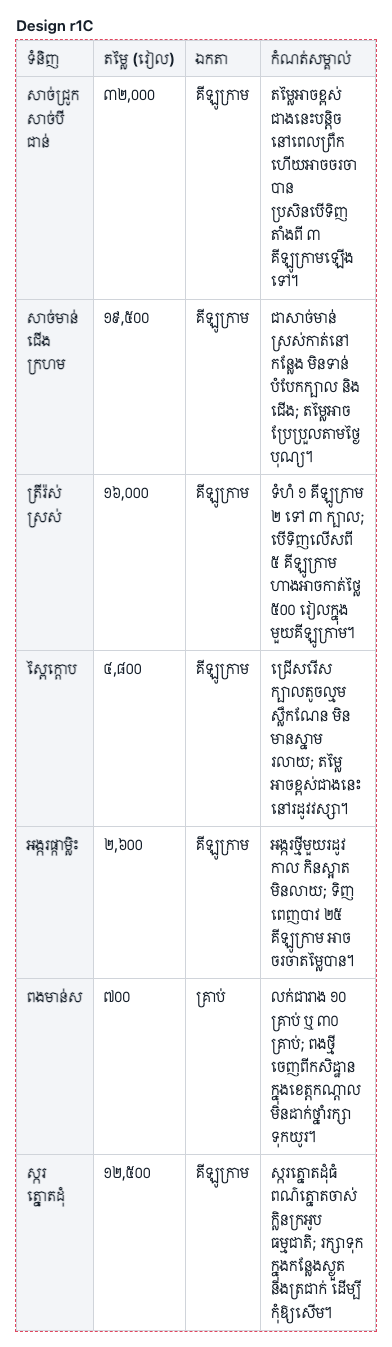 Design r1C
ទំនិញ
តម្លៃ (រៀល)
ឯកតា
កំណត់សម្គាល់
សាច់ជ្រូក
សាច់បី
ជាន់
៣២,០០០
គីឡូក្រាម
តម្លៃអាចខ្ពស់
ជាងនេះបន្តិច
នៅពេលព្រឹក
ហើយអាចចរចា
បាន
ប្រសិនបើទិញ
តាំងពី ៣
គីឡូក្រាមឡើង
ទៅ។
សាច់មាន់
ជើង
ក្រហម
១៩,៥០០
គីឡូក្រាម
ជាសាច់មាន់
ស្រស់កាត់នៅ
កន្លែង មិនទាន់
បំបែកក្បាល និង
ជើង; តម្លៃអាច
ប្រែប្រួលតាមថ្ងៃ
បុណ្យ។
ត្រីរ៉ស់
ស្រស់
១៦,០០០
គីឡូក្រាម
ទំហំ ១ គីឡូក្រាម
២ ទៅ ៣ ក្បាល;
បើទិញលើសពី
៥ គីឡូក្រាម
ហាងអាចកាត់ថ្លៃ
៥០០ រៀលក្នុង
មួយគីឡូក្រាម។
ស្ពៃក្តោប
៤,៨០០
គីឡូក្រាម
ជ្រើសរើស
ក្បាលតូចល្មម
ស្លឹកណែន មិន
មានស្នាម
រលាយ; តម្លៃ
អាចខ្ពស់ជាងនេះ
នៅរដូវវស្សា។
អង្ករផ្កាម្លិះ
២,៦០០
គីឡូក្រាម
អង្ករថ្មីមួយរដូវ
កាល កិនស្អាត
មិនលាយ; ទិញ
ពេញបាវ ២៥
គីឡូក្រាម អាច
ចរចាតម្លៃបាន។
ពងមាន់ស
៧០០
គ្រាប់
លក់ជារាង ១០
គ្រាប់ ឬ ៣០
គ្រាប់; ពងថ្មី
ចេញពីកសិដ្ឋាន
ក្នុងខេត្តកណ្តាល
មិនដាក់ថ្នាំរក្សា
ទុកយូរ។
ស្ករ
ត្នោតដុំ
១២,៥០០
គីឡូក្រាម
ស្ករត្នោតដុំធំ
ពណ៌ត្នោតចាស់
ក្លិនក្រអូប
ធម្មជាតិ; រក្សាទុក
ក្នុងកន្លែងស្ងួត
និងត្រជាក់ ដើម្បី
កុំឱ្យសើម។